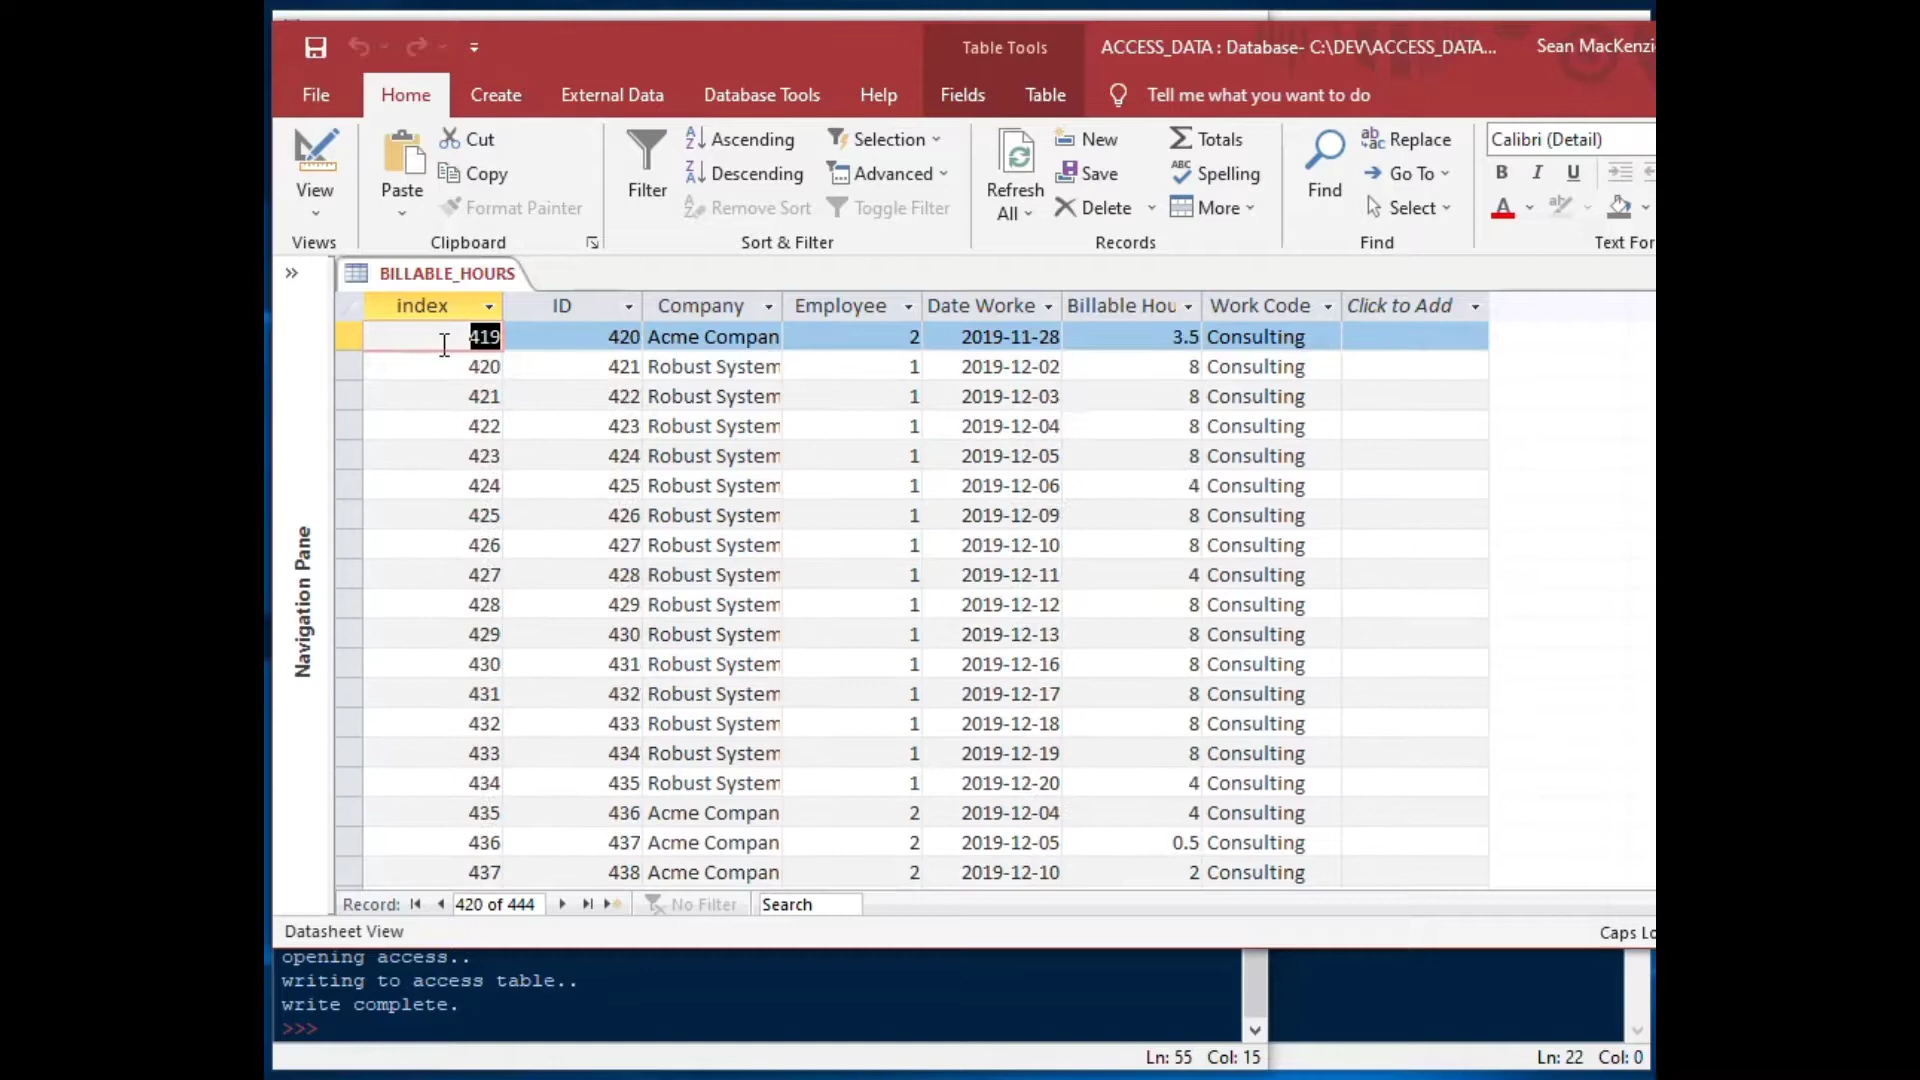 Table Tools ACCESS_DATA : Database- C:\DEV\ACCESS_DATA... Sean MacKenzi
File Home Create External Data Database Tools Help Fields Table Tell me what you want to do
View Paste Cut Copy Format Painter Filter Ascending Descending Remove Sort Selection Advanced Toggle Filter Refresh All New Save Delete Totals Spelling More Find Replace Go To Select Calibri (Detail) B I U A
Views Clipboard Sort & Filter Records Find Text For
BILLABLE_HOURS
index ID Company Employee Date Worke Billable Hou Work Code Click to Add
419 420 Acme Compan 2 2019-11-28 3.5 Consulting
420 421 Robust System 1 2019-12-02 8 Consulting
421 422 Robust System 1 2019-12-03 8 Consulting
422 423 Robust System 1 2019-12-04 8 Consulting
423 424 Robust System 1 2019-12-05 8 Consulting
424 425 Robust System 1 2019-12-06 4 Consulting
425 426 Robust System 1 2019-12-09 8 Consulting
426 427 Robust System 1 2019-12-10 8 Consulting
427 428 Robust System 1 2019-12-11 4 Consulting
428 429 Robust System 1 2019-12-12 8 Consulting
429 430 Robust System 1 2019-12-13 8 Consulting
430 431 Robust System 1 2019-12-16 8 Consulting
431 432 Robust System 1 2019-12-17 8 Consulting
432 433 Robust System 1 2019-12-18 8 Consulting
433 434 Robust System 1 2019-12-19 8 Consulting
434 435 Robust System 1 2019-12-20 4 Consulting
435 436 Acme Compan 2 2019-12-04 4 Consulting
436 437 Acme Compan 2 2019-12-05 0.5 Consulting
437 438 Acme Compan 2 2019-12-10 2 Consulting
Navigation Pane
Record: 420 of 444 No Filter Search
Datasheet View Caps Lo
opening access..
writing to access table..
write complete.
>>>
Ln: 55 Col: 15 Ln: 22 Col: 0